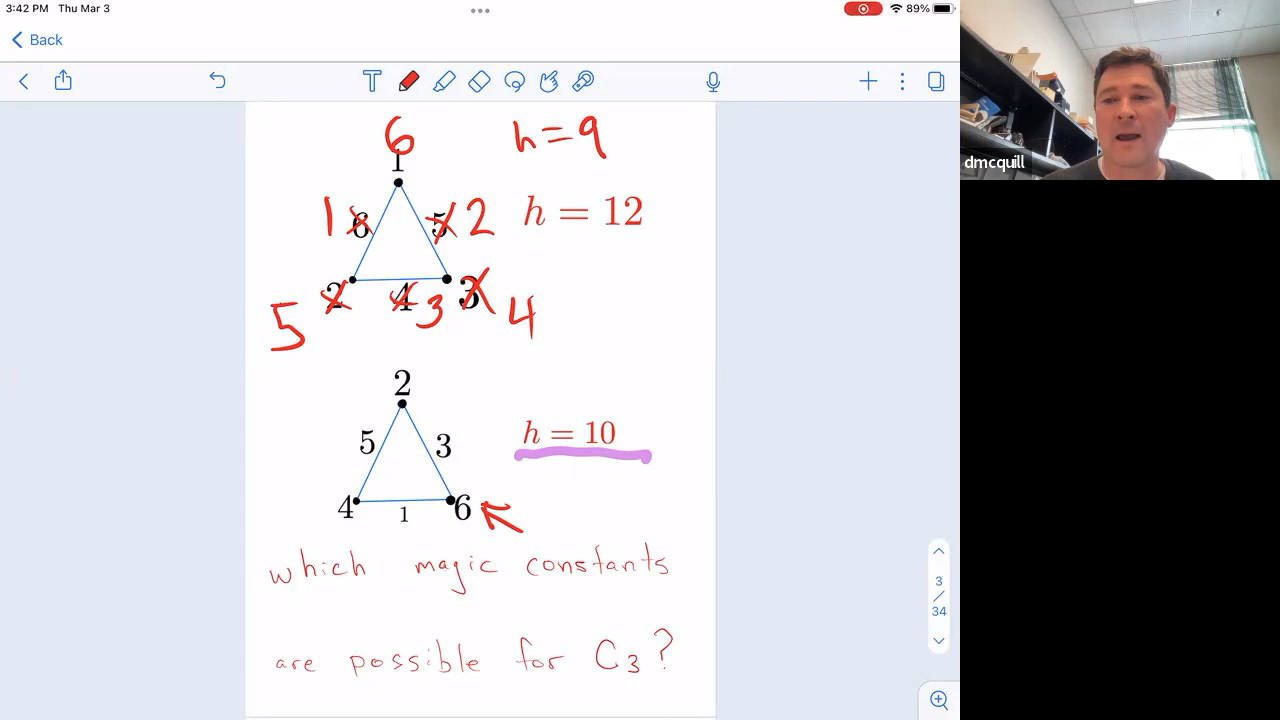 3:42 PM Thu Mar 3
89%
Back
T
6
h=9
1
1 6 5 2
h = 12
2 4 3
5 3 4
2
h = 10
5 3
4 1 6
which magic constants
are possible for C3?
3
/
34
dmcquill